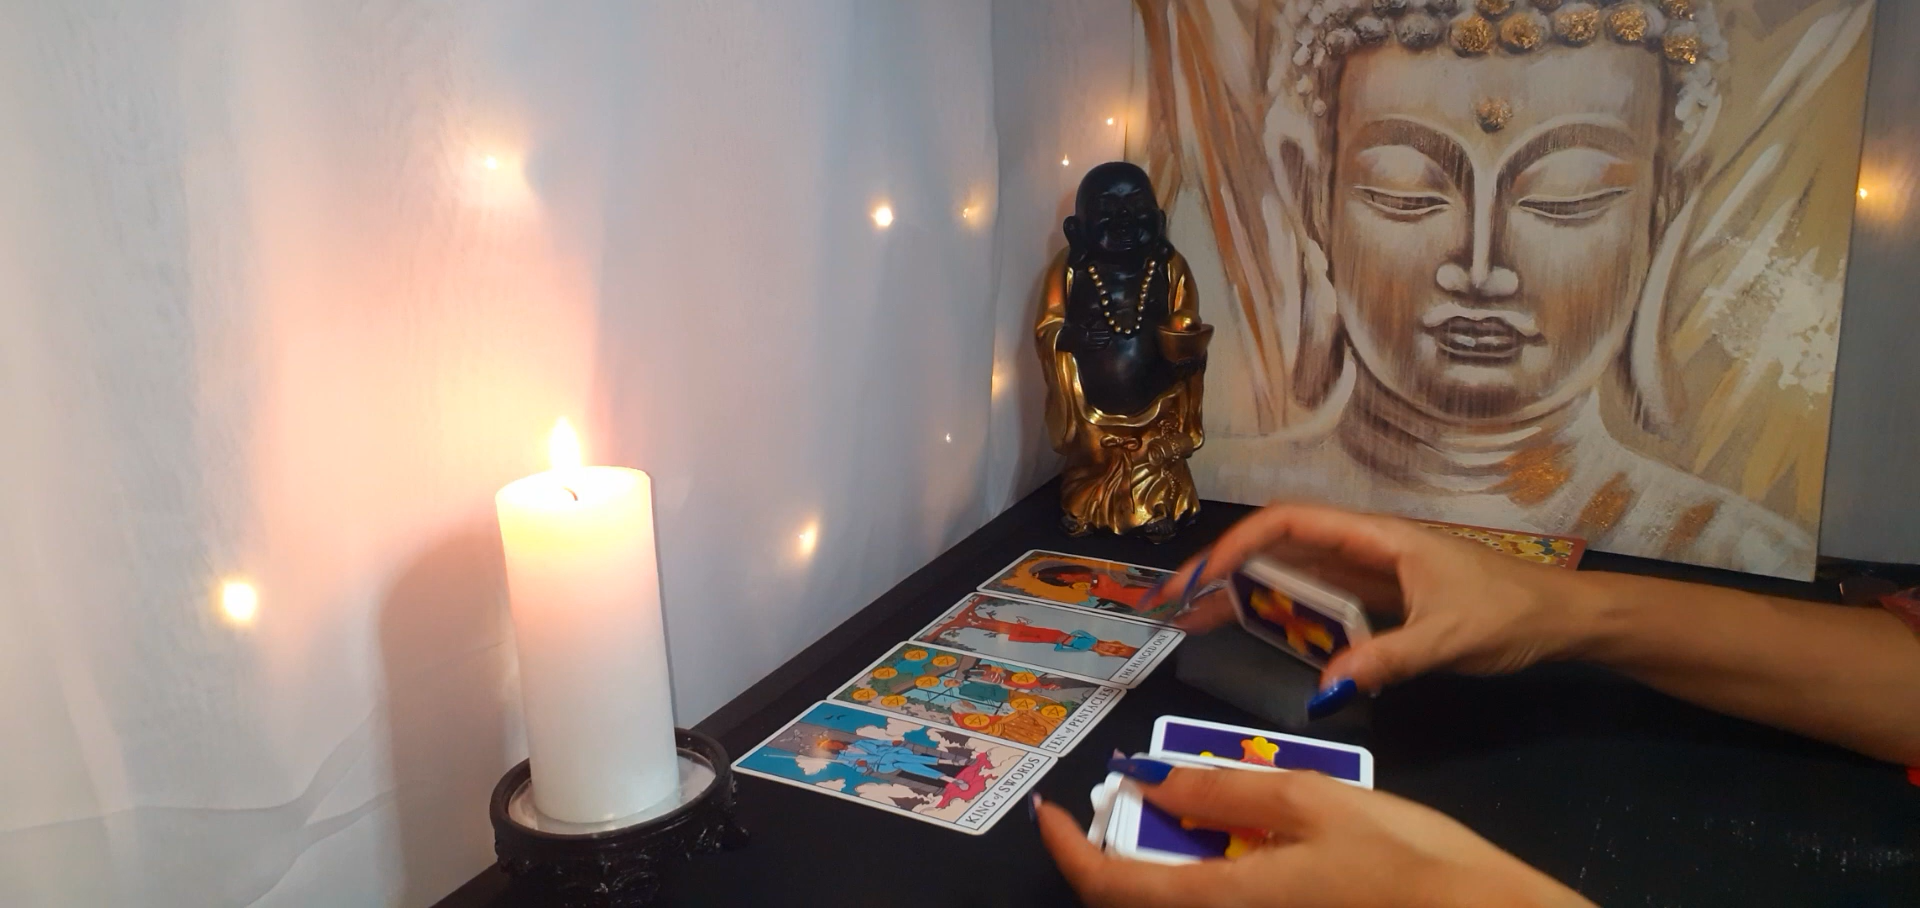 THE HANGED ONE
TEN of PENTACLES
KING of SWORDS